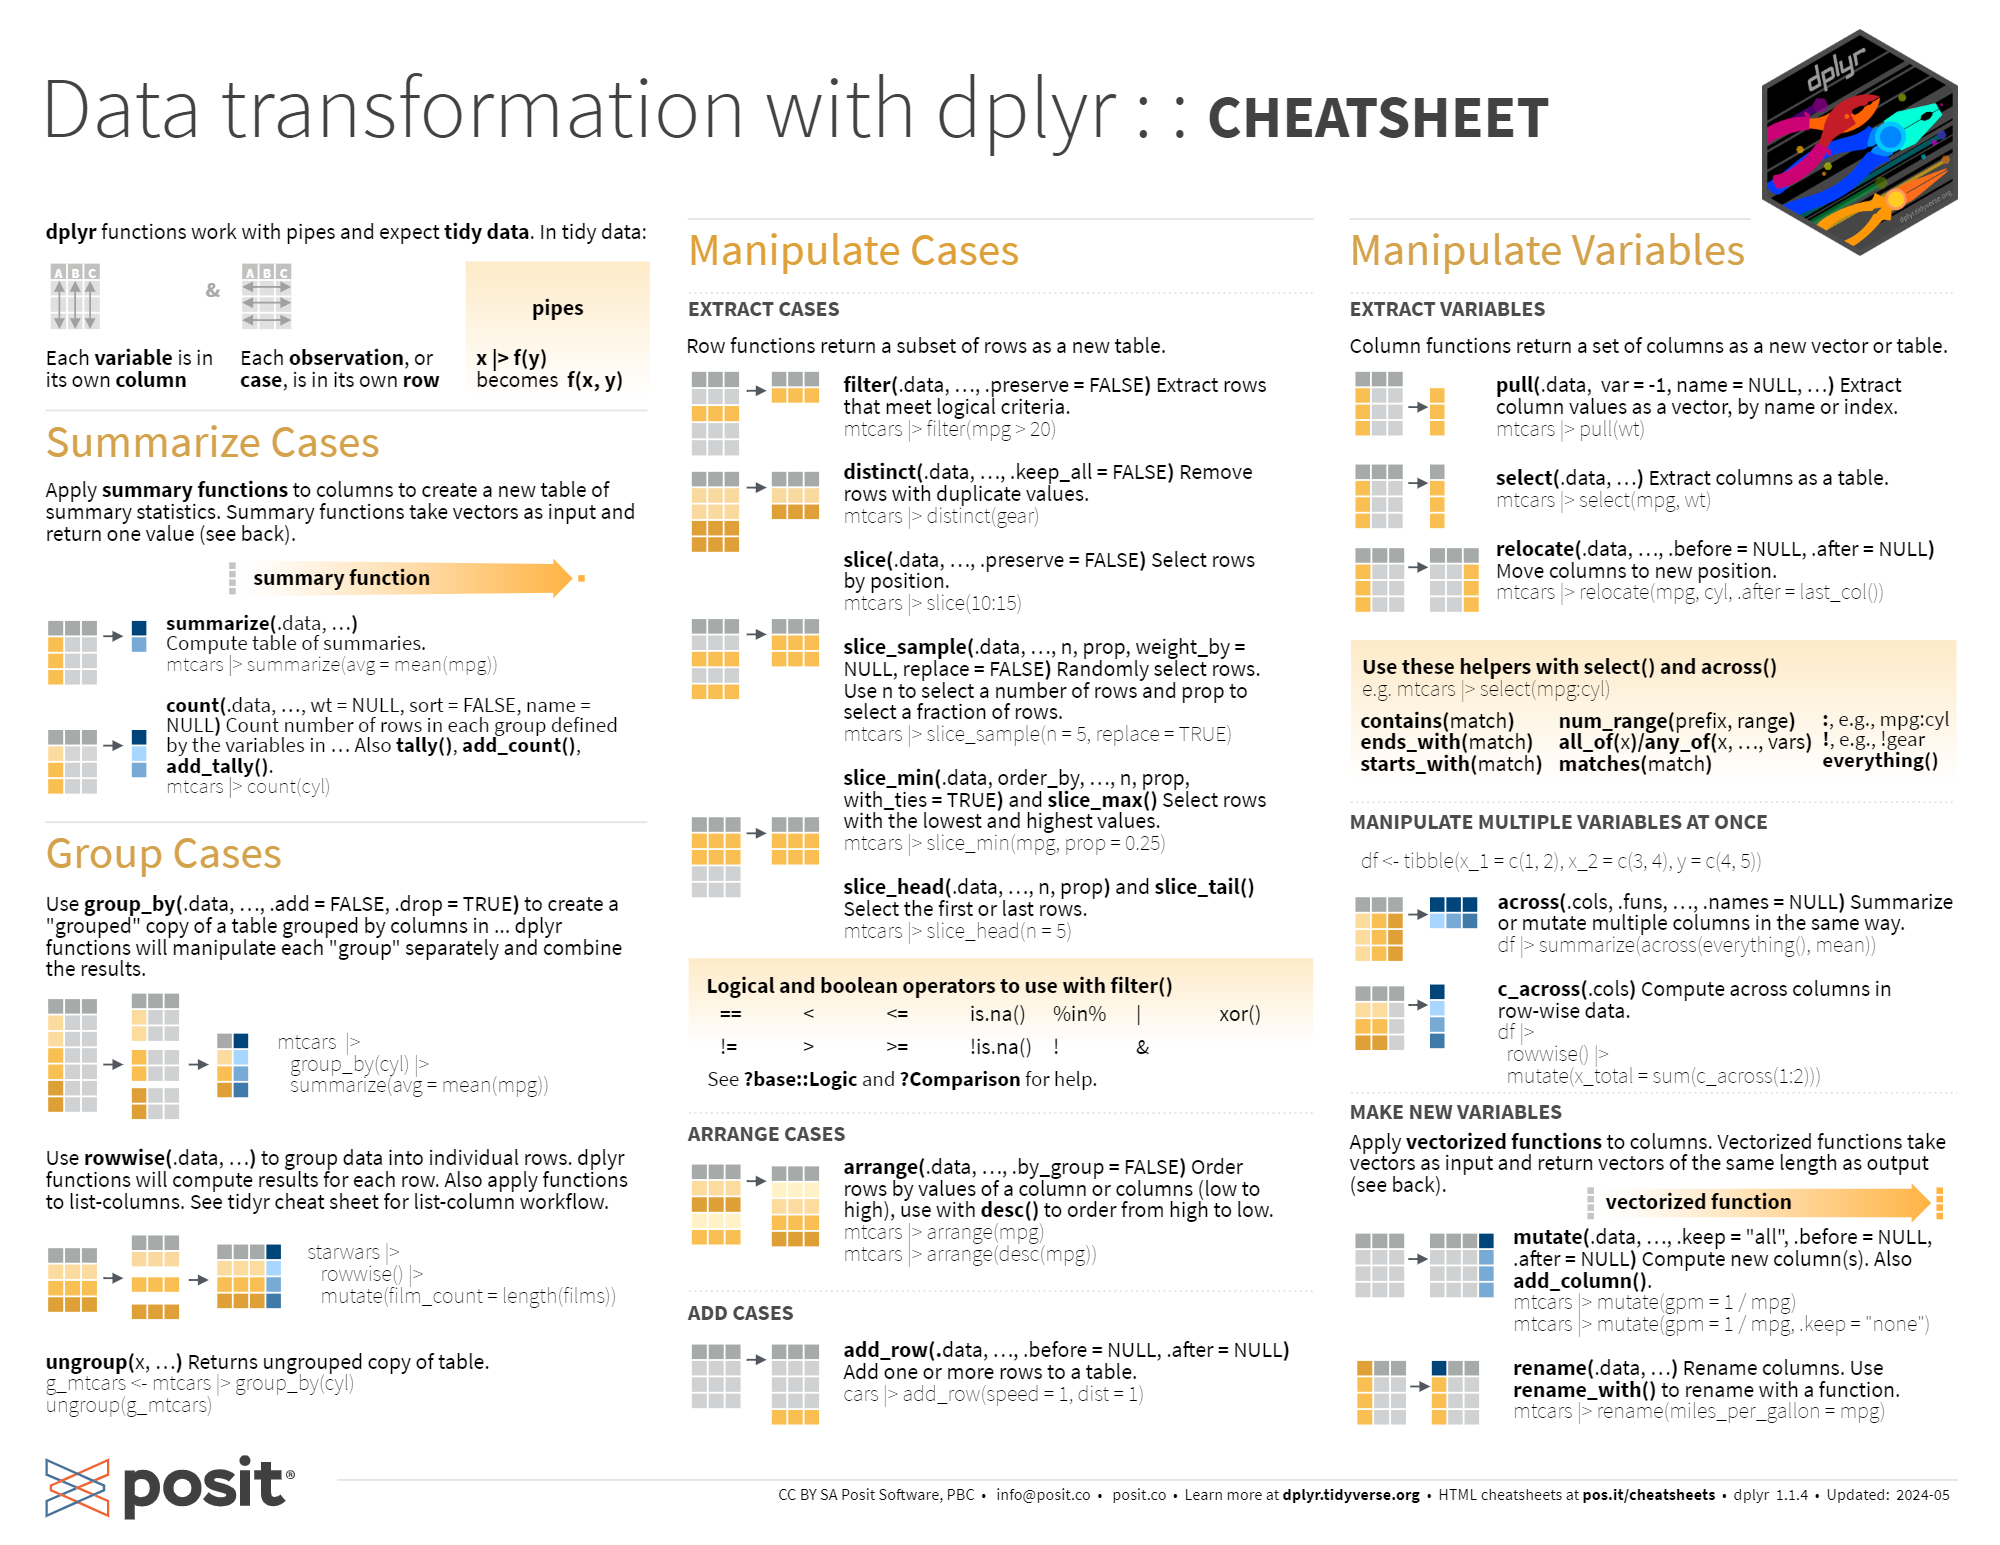 Data transformation with dplyr : : CHEATSHEET
dplyr
dplyr.tidyverse.org
dplyr functions work with pipes and expect tidy data. In tidy data:
A B C
&
A B C
pipes
Each variable is in
its own column
Each observation, or
case, is in its own row
x |> f(y)
becomes f(x, y)
Summarize Cases
Apply summary functions to columns to create a new table of
summary statistics. Summary functions take vectors as input and
return one value (see back).
summary function
summarize(.data, …)
Compute table of summaries.
mtcars |> summarize(avg = mean(mpg))
count(.data, …, wt = NULL, sort = FALSE, name =
NULL) Count number of rows in each group defined
by the variables in … Also tally(), add_count(),
add_tally().
mtcars |> count(cyl)
Group Cases
Use group_by(.data, …, .add = FALSE, .drop = TRUE) to create a
"grouped" copy of a table grouped by columns in ... dplyr
functions will manipulate each "group" separately and combine
the results.
mtcars |>
group_by(cyl) |>
summarize(avg = mean(mpg))
Use rowwise(.data, …) to group data into individual rows. dplyr
functions will compute results for each row. Also apply functions
to list-columns. See tidyr cheat sheet for list-column workflow.
starwars |>
rowwise() |>
mutate(film_count = length(films))
ungroup(x, …) Returns ungrouped copy of table.
g_mtcars <- mtcars |> group_by(cyl)
ungroup(g_mtcars)
Manipulate Cases
EXTRACT CASES
Row functions return a subset of rows as a new table.
filter(.data, …, .preserve = FALSE) Extract rows
that meet logical criteria.
mtcars |> filter(mpg > 20)
distinct(.data, …, .keep_all = FALSE) Remove
rows with duplicate values.
mtcars |> distinct(gear)
slice(.data, …, .preserve = FALSE) Select rows
by position.
mtcars |> slice(10:15)
slice_sample(.data, …, n, prop, weight_by =
NULL, replace = FALSE) Randomly select rows.
Use n to select a number of rows and prop to
select a fraction of rows.
mtcars |> slice_sample(n = 5, replace = TRUE)
slice_min(.data, order_by, …, n, prop,
with_ties = TRUE) and slice_max() Select rows
with the lowest and highest values.
mtcars |> slice_min(mpg, prop = 0.25)
slice_head(.data, …, n, prop) and slice_tail()
Select the first or last rows.
mtcars |> slice_head(n = 5)
Logical and boolean operators to use with filter()
== < <= is.na() %in% | xor()
!= > >= !is.na() ! &
See ?base::Logic and ?Comparison for help.
ARRANGE CASES
arrange(.data, …, .by_group = FALSE) Order
rows by values of a column or columns (low to
high), use with desc() to order from high to low.
mtcars |> arrange(mpg)
mtcars |> arrange(desc(mpg))
ADD CASES
add_row(.data, …, .before = NULL, .after = NULL)
Add one or more rows to a table.
cars |> add_row(speed = 1, dist = 1)
Manipulate Variables
EXTRACT VARIABLES
Column functions return a set of columns as a new vector or table.
pull(.data, var = -1, name = NULL, …) Extract
column values as a vector, by name or index.
mtcars |> pull(wt)
select(.data, …) Extract columns as a table.
mtcars |> select(mpg, wt)
relocate(.data, …, .before = NULL, .after = NULL)
Move columns to new position.
mtcars |> relocate(mpg, cyl, .after = last_col())
Use these helpers with select() and across()
e.g. mtcars |> select(mpg:cyl)
contains(match) num_range(prefix, range) :, e.g., mpg:cyl
ends_with(match) all_of(x)/any_of(x, …, vars) !, e.g., !gear
starts_with(match) matches(match) everything()
MANIPULATE MULTIPLE VARIABLES AT ONCE
df <- tibble(x_1 = c(1, 2), x_2 = c(3, 4), y = c(4, 5))
across(.cols, .funs, …, .names = NULL) Summarize
or mutate multiple columns in the same way.
df |> summarize(across(everything(), mean))
c_across(.cols) Compute across columns in
row-wise data.
df |>
rowwise() |>
mutate(x_total = sum(c_across(1:2)))
MAKE NEW VARIABLES
Apply vectorized functions to columns. Vectorized functions take
vectors as input and return vectors of the same length as output
(see back).
vectorized function
mutate(.data, …, .keep = "all", .before = NULL,
.after = NULL) Compute new column(s). Also
add_column().
mtcars |> mutate(gpm = 1 / mpg)
mtcars |> mutate(gpm = 1 / mpg, .keep = "none")
rename(.data, …) Rename columns. Use
rename_with() to rename with a function.
mtcars |> rename(miles_per_gallon = mpg)
posit®
CC BY SA Posit Software, PBC • info@posit.co • posit.co • Learn more at dplyr.tidyverse.org • HTML cheatsheets at pos.it/cheatsheets • dplyr 1.1.4 • Updated: 2024-05